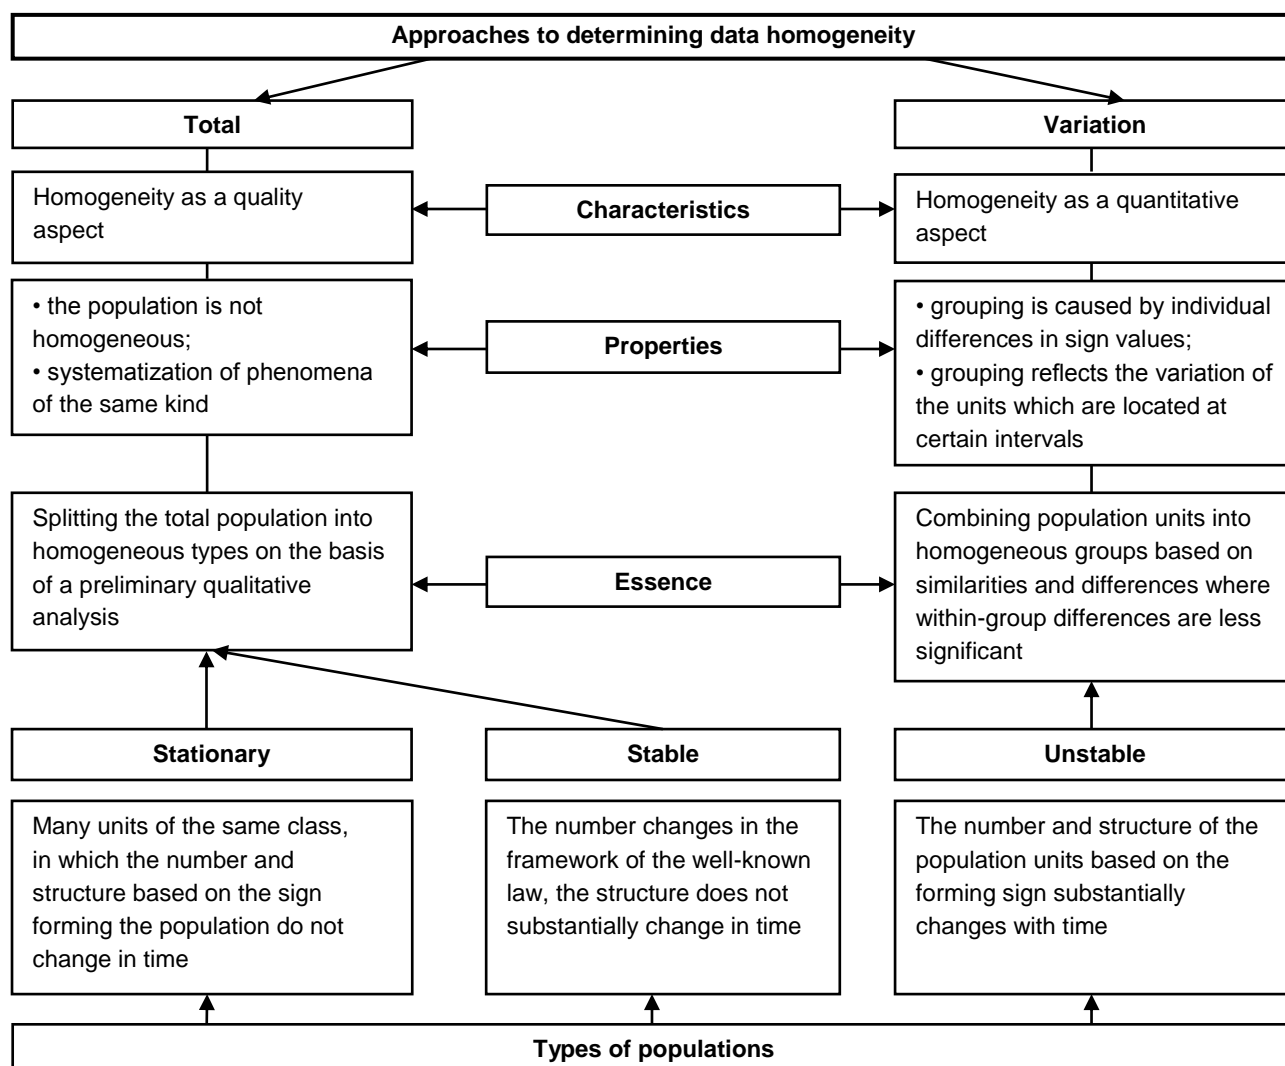 Approaches to determining data homogeneity
Total
Variation
Homogeneity as a quality
aspect
Characteristics
Homogeneity as a quantitative
aspect
• the population is not
homogeneous;
• systematization of phenomena
of the same kind
Properties
• grouping is caused by individual
differences in sign values;
• grouping reflects the variation of
the units which are located at
certain intervals
Splitting the total population into
homogeneous types on the basis
of a preliminary qualitative
analysis
Essence
Combining population units into
homogeneous groups based on
similarities and differences where
within-group differences are less
significant
Stationary
Stable
Unstable
Many units of the same class,
in which the number and
structure based on the sign
forming the population do not
change in time
The number changes in the
framework of the well-known
law, the structure does not
substantially change in time
The number and structure of the
population units based on the
forming sign substantially
changes with time
Types of populations